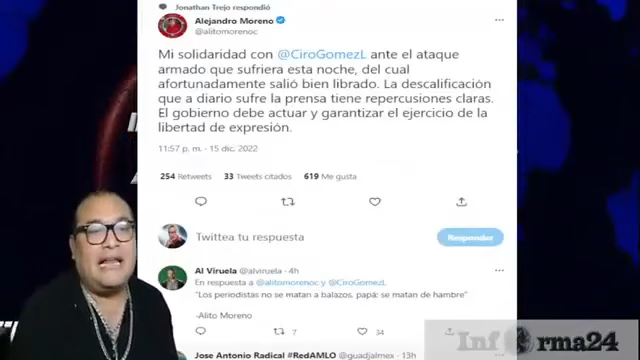 Jonathan Trejo respondió
Alejandro Moreno
@alitomorenoc
Mi solidaridad con @CiroGomezL ante el ataque
armado que sufriera esta noche, del cual
afortunadamente salió bien librado. La descalificación
que a diario sufre la prensa tiene repercusiones claras.
El gobierno debe actuar y garantizar el ejercicio de la
libertad de expresión.
11:57 p. m. · 15 dic. 2022
254 Retweets 33 Tweets citados 619 Me gusta
Twittea tu respuesta
Responder
Al Viruela @alviruela · 4h
En respuesta a @alitomorenoc y @CiroGomezL
"Los periodistas no se matan a balazos, papá; se matan de hambre"
-Alito Moreno
7 34
Jose Antonio Radical #RedAMLO @guadjalmex · 13h
Inf rma24